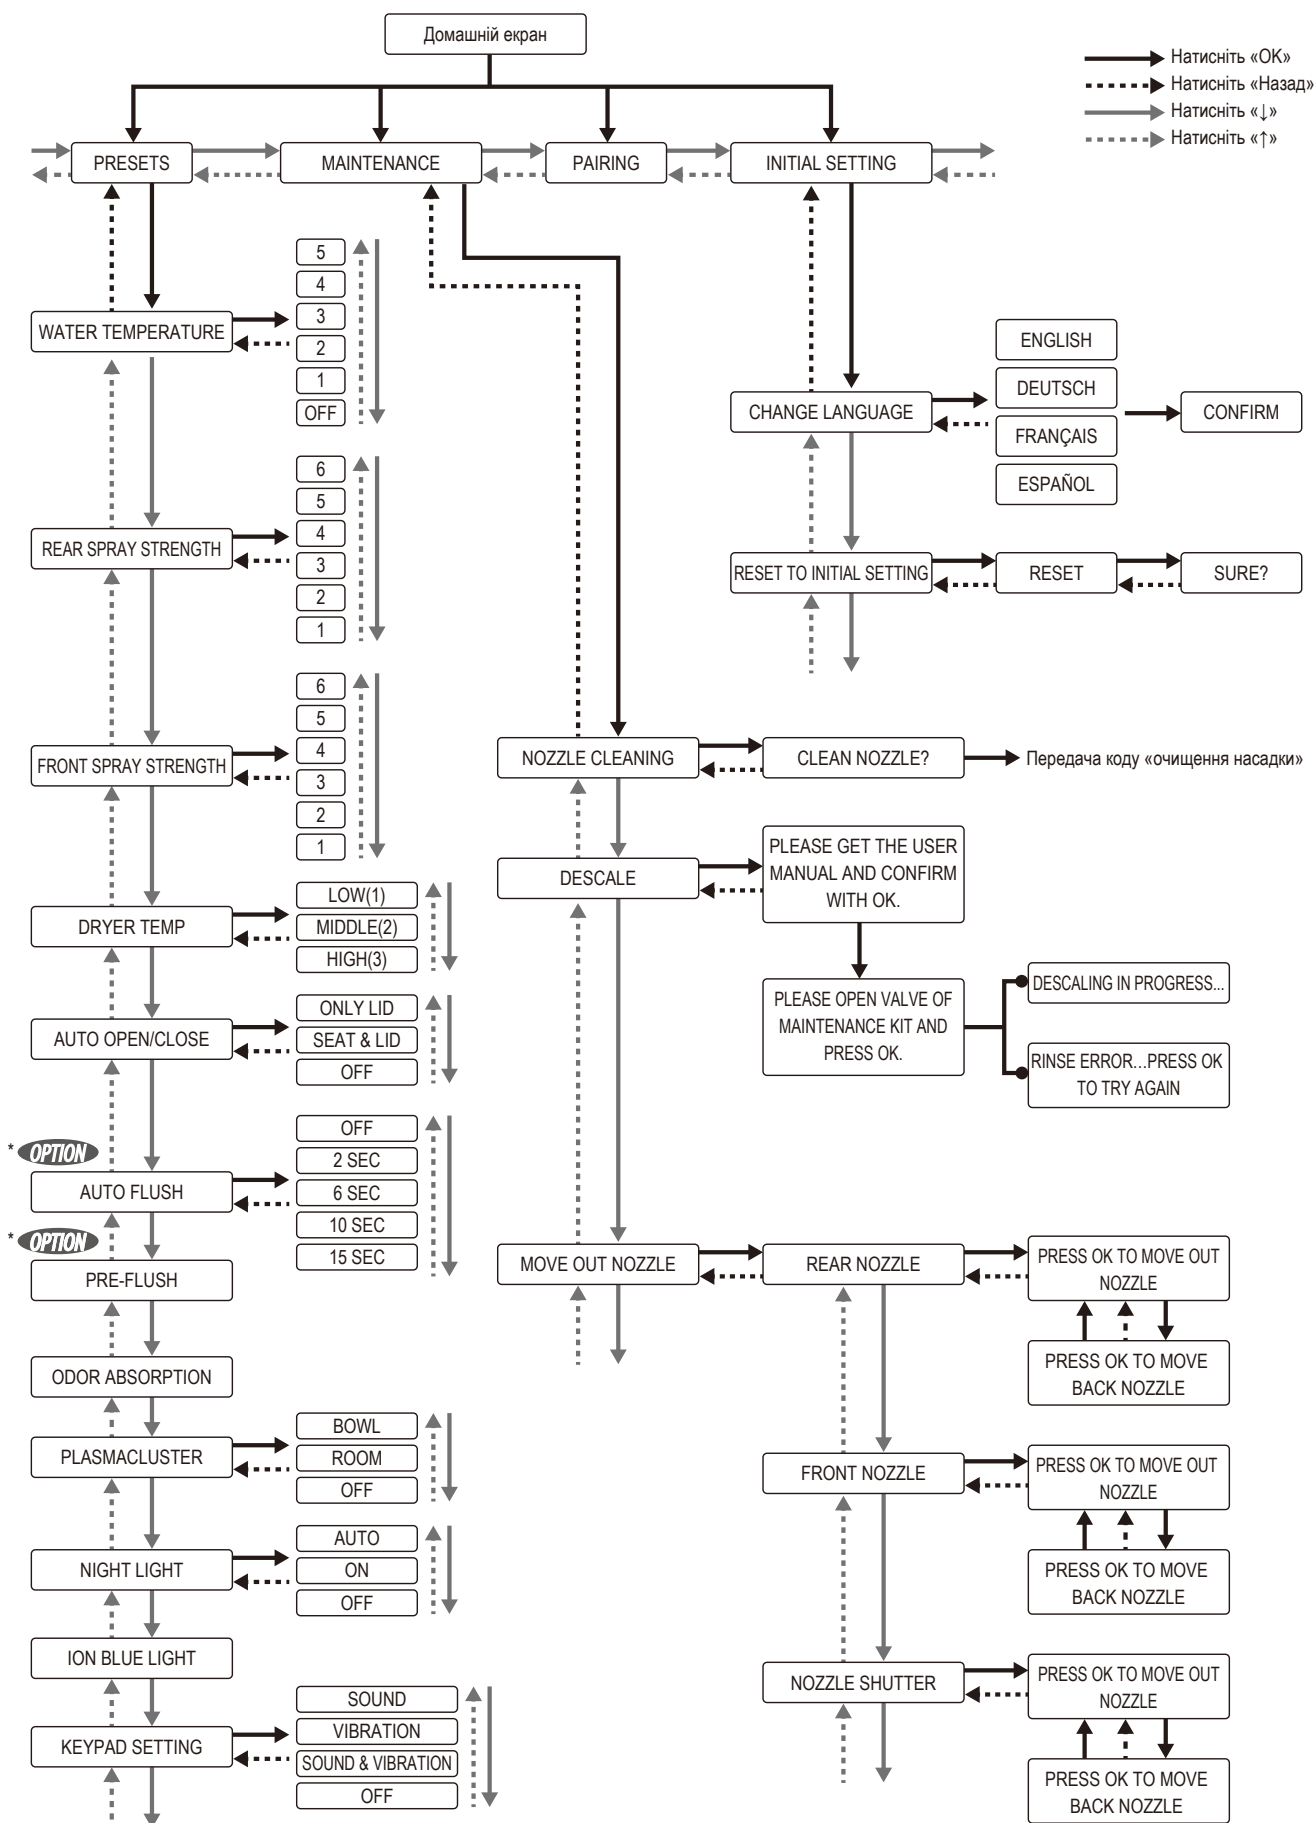 Домашній екран
Натисніть «OK»
Натисніть «Назад»
Натисніть «↓»
Натисніть «↑»
PRESETS
MAINTENANCE
PAIRING
INITIAL SETTING
WATER TEMPERATURE
5
4
3
2
1
OFF
REAR SPRAY STRENGTH
6
5
4
3
2
1
FRONT SPRAY STRENGTH
6
5
4
3
2
1
DRYER TEMP
LOW(1)
MIDDLE(2)
HIGH(3)
AUTO OPEN/CLOSE
ONLY LID
SEAT & LID
OFF
* OPTION
AUTO FLUSH
OFF
2 SEC
6 SEC
10 SEC
15 SEC
* OPTION
PRE-FLUSH
ODOR ABSORPTION
PLASMACLUSTER
BOWL
ROOM
OFF
NIGHT LIGHT
AUTO
ON
OFF
ION BLUE LIGHT
KEYPAD SETTING
SOUND
VIBRATION
SOUND & VIBRATION
OFF
NOZZLE CLEANING
CLEAN NOZZLE?
Передача коду «очищення насадки»
DESCALE
PLEASE GET THE USER
MANUAL AND CONFIRM
WITH OK.
PLEASE OPEN VALVE OF
MAINTENANCE KIT AND
PRESS OK.
DESCALING IN PROGRESS...
RINSE ERROR...PRESS OK
TO TRY AGAIN
MOVE OUT NOZZLE
REAR NOZZLE
PRESS OK TO MOVE OUT
NOZZLE
PRESS OK TO MOVE
BACK NOZZLE
FRONT NOZZLE
PRESS OK TO MOVE OUT
NOZZLE
PRESS OK TO MOVE
BACK NOZZLE
NOZZLE SHUTTER
PRESS OK TO MOVE OUT
NOZZLE
PRESS OK TO MOVE
BACK NOZZLE
CHANGE LANGUAGE
ENGLISH
DEUTSCH
FRANÇAIS
ESPAÑOL
CONFIRM
RESET TO INITIAL SETTING
RESET
SURE?